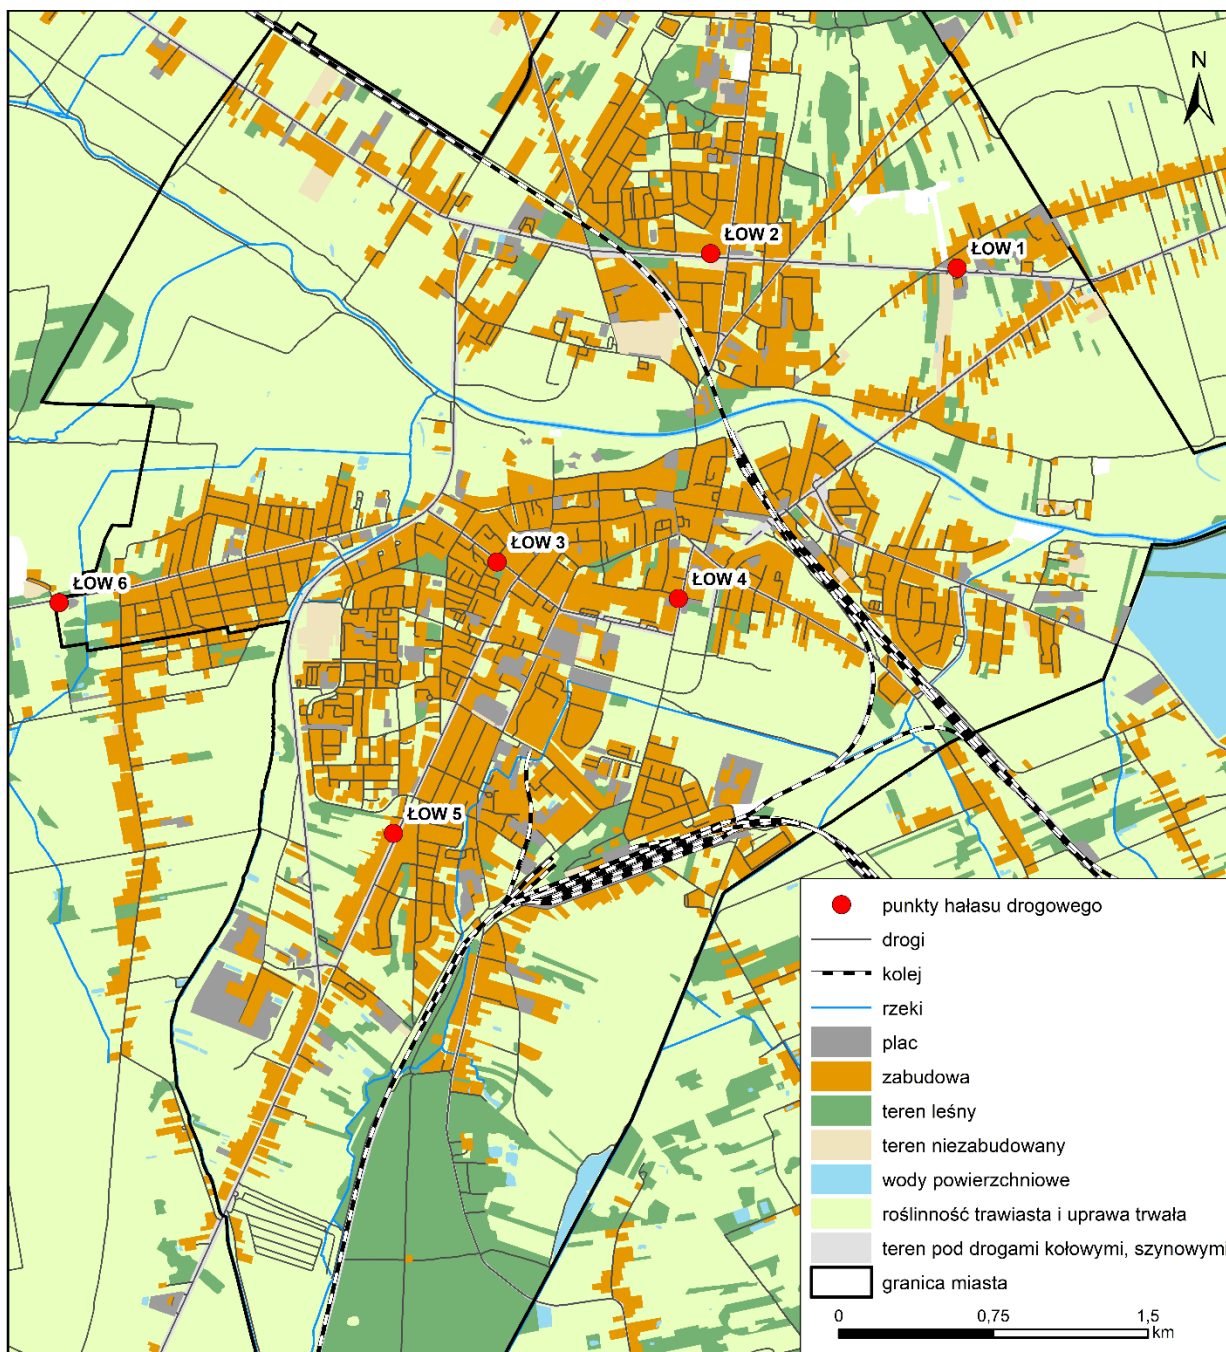 N
ŁOW 2
ŁOW 1
ŁOW 3
ŁOW 4
ŁOW 6
ŁOW 5
punkty hałasu drogowego
drogi
kolej
rzeki
plac
zabudowa
teren leśny
teren niezabudowany
wody powierzchniowe
roślinność trawiasta i uprawa trwała
teren pod drogami kołowymi, szynowymi
granica miasta
0 0,75 1,5
km